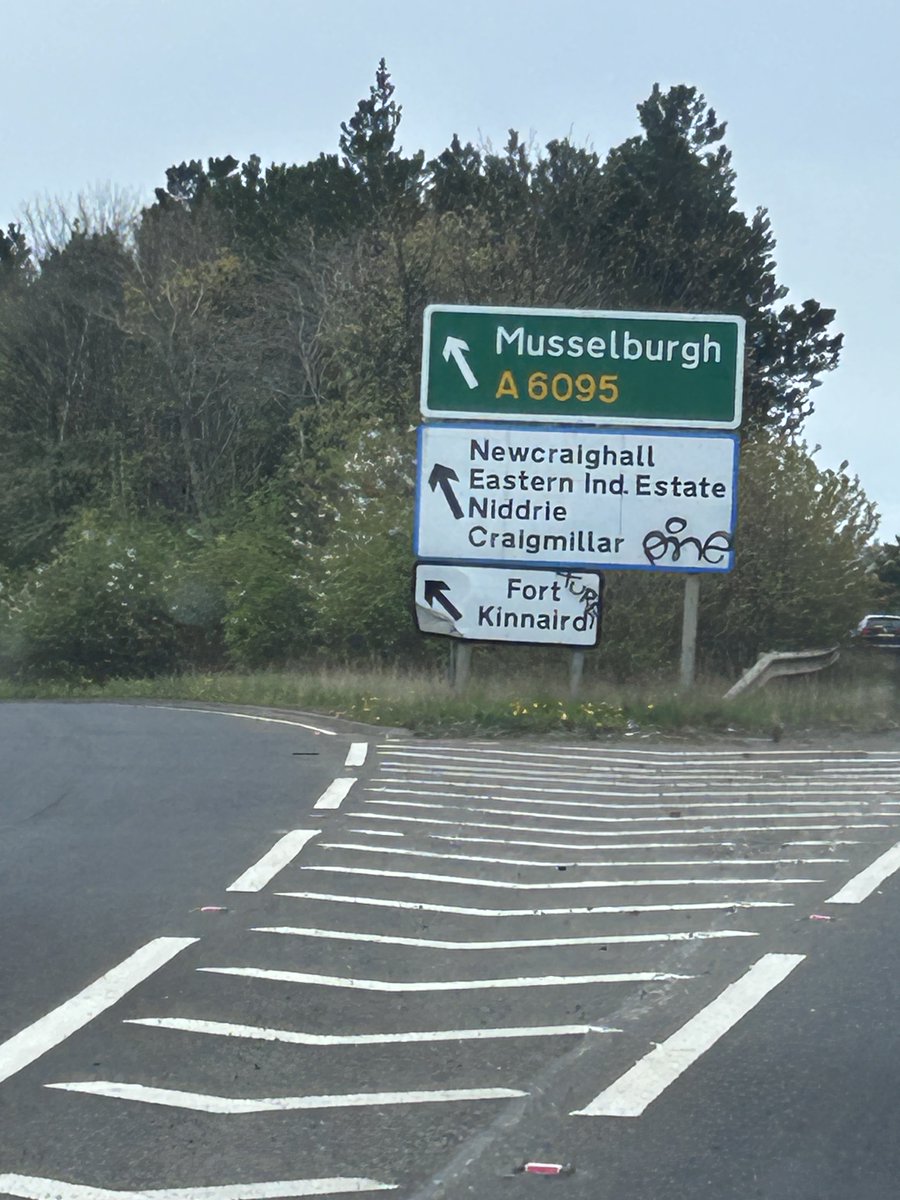 Musselburgh
A 6095
Newcraighall
Eastern Ind. Estate
Niddrie
Craigmillar
Fort
Kinnaird